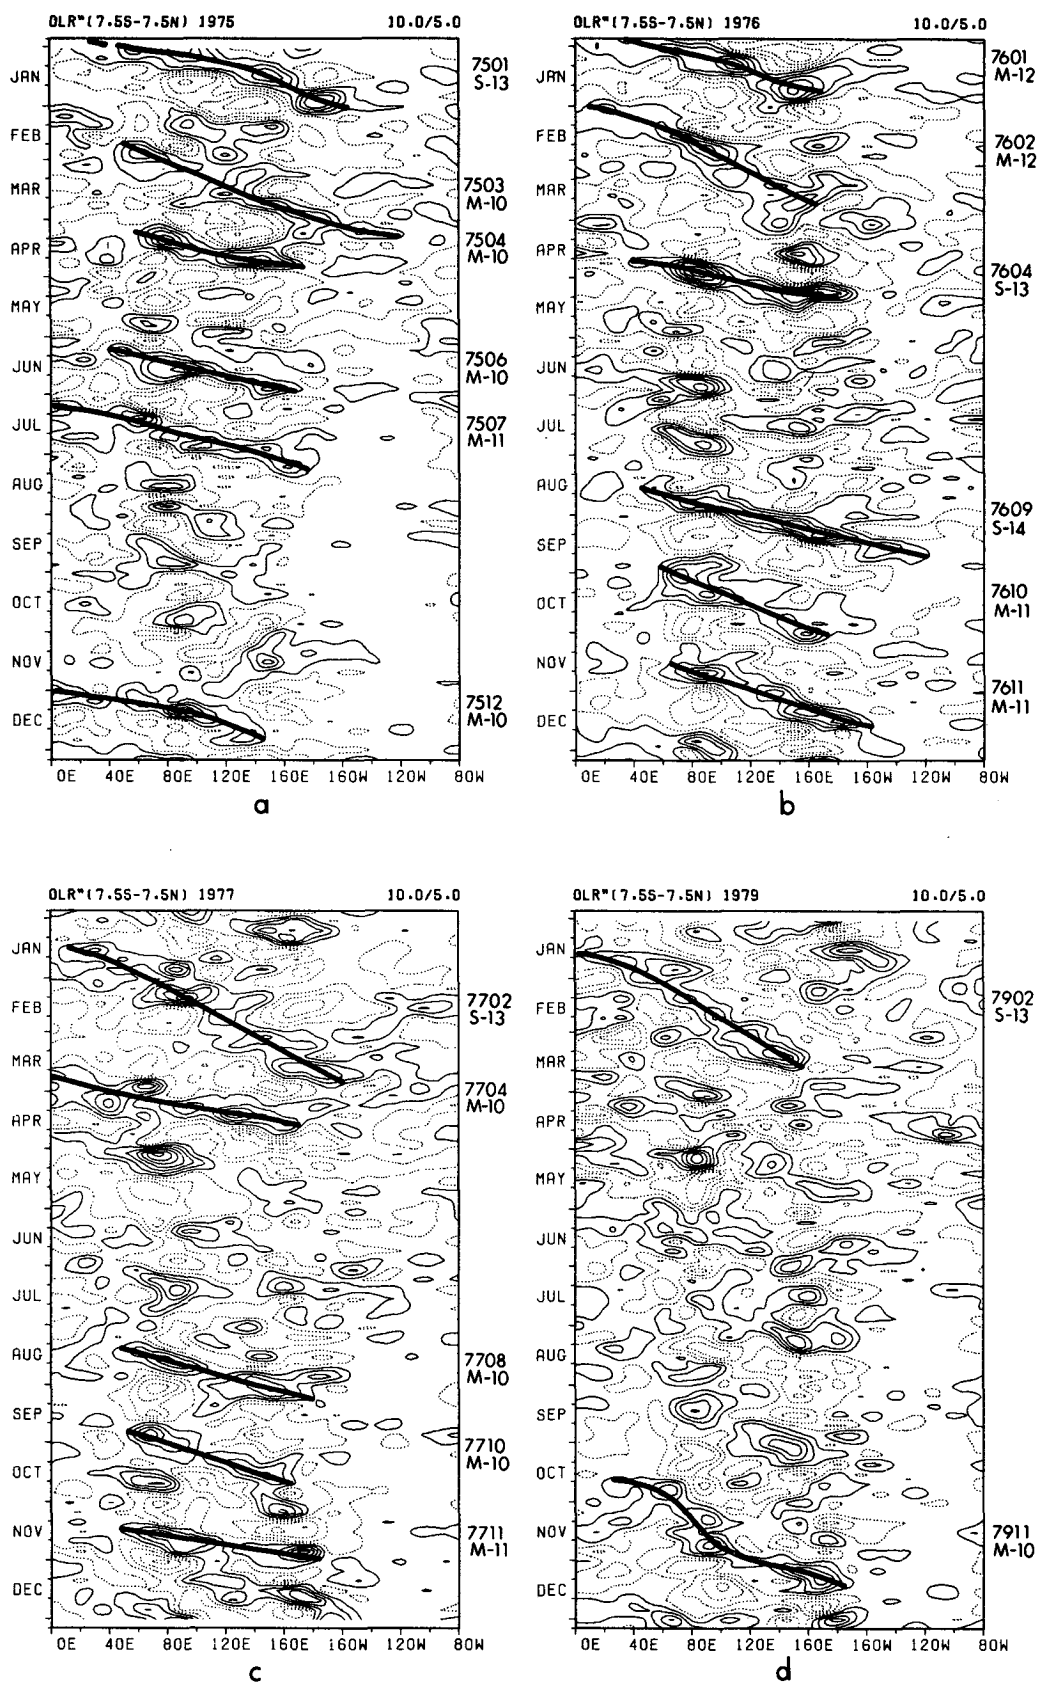 OLR"(7.5S-7.5N) 1975 10.0/5.0
JAN
FEB
MAR
APR
MAY
JUN
JUL
AUG
SEP
OCT
NOV
DEC
7501
S-13
7503
M-10
7504
M-10
7506
M-10
7507
M-11
7512
M-10
0E 40E 80E 120E 160E 160W 120W 80W
a
OLR"(7.5S-7.5N) 1976 10.0/5.0
JAN
FEB
MAR
APR
MAY
JUN
JUL
AUG
SEP
OCT
NOV
DEC
7601
M-12
7602
M-12
7604
S-13
7609
S-14
7610
M-11
7611
M-11
0E 40E 80E 120E 160E 160W 120W 80W
b
OLR"(7.5S-7.5N) 1977 10.0/5.0
JAN
FEB
MAR
APR
MAY
JUN
JUL
AUG
SEP
OCT
NOV
DEC
7702
S-13
7704
M-10
7708
M-10
7710
M-10
7711
M-11
0E 40E 80E 120E 160E 160W 120W 80W
c
OLR"(7.5S-7.5N) 1979 10.0/5.0
JAN
FEB
MAR
APR
MAY
JUN
JUL
AUG
SEP
OCT
NOV
DEC
7902
S-13
7911
M-10
0E 40E 80E 120E 160E 160W 120W 80W
d